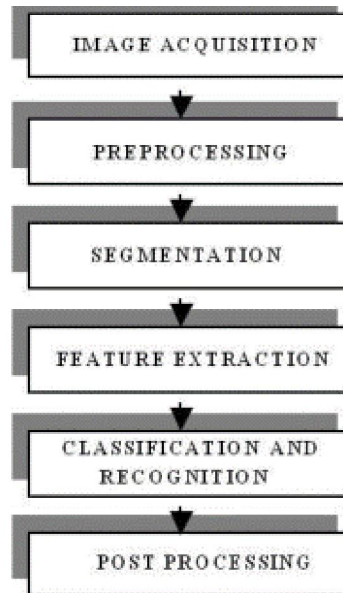 IMAGE ACQUISITION
PREPROCESSING
SEGMENTATION
FEATURE EXTRACTION
CLASSIFICATION AND
RECOGNITION
POST PROCESSING